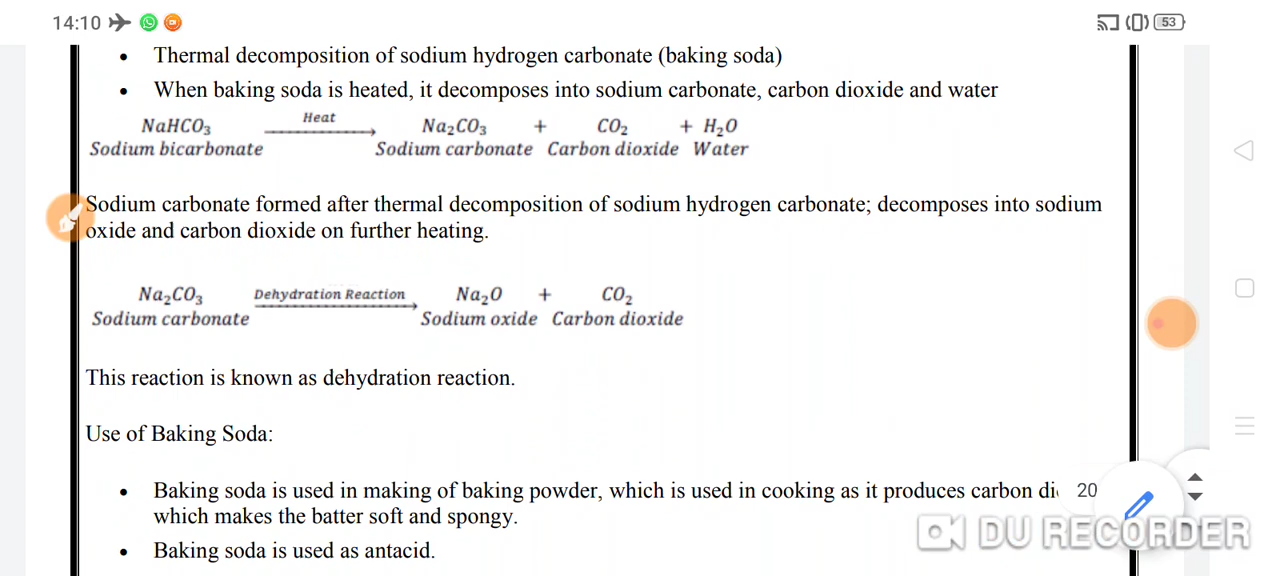 14:10
53
• Thermal decomposition of sodium hydrogen carbonate (baking soda)
• When baking soda is heated, it decomposes into sodium carbonate, carbon dioxide and water
NaHCO₃ Heat Na₂CO₃ + CO₂ + H₂O
Sodium bicarbonate Sodium carbonate Carbon dioxide Water
Sodium carbonate formed after thermal decomposition of sodium hydrogen carbonate; decomposes into sodium
oxide and carbon dioxide on further heating.
Na₂CO₃ Dehydration Reaction Na₂O + CO₂
Sodium carbonate Sodium oxide Carbon dioxide
This reaction is known as dehydration reaction.
Use of Baking Soda:
• Baking soda is used in making of baking powder, which is used in cooking as it produces carbon di 20
which makes the batter soft and spongy.
DU RECORDER
• Baking soda is used as antacid.